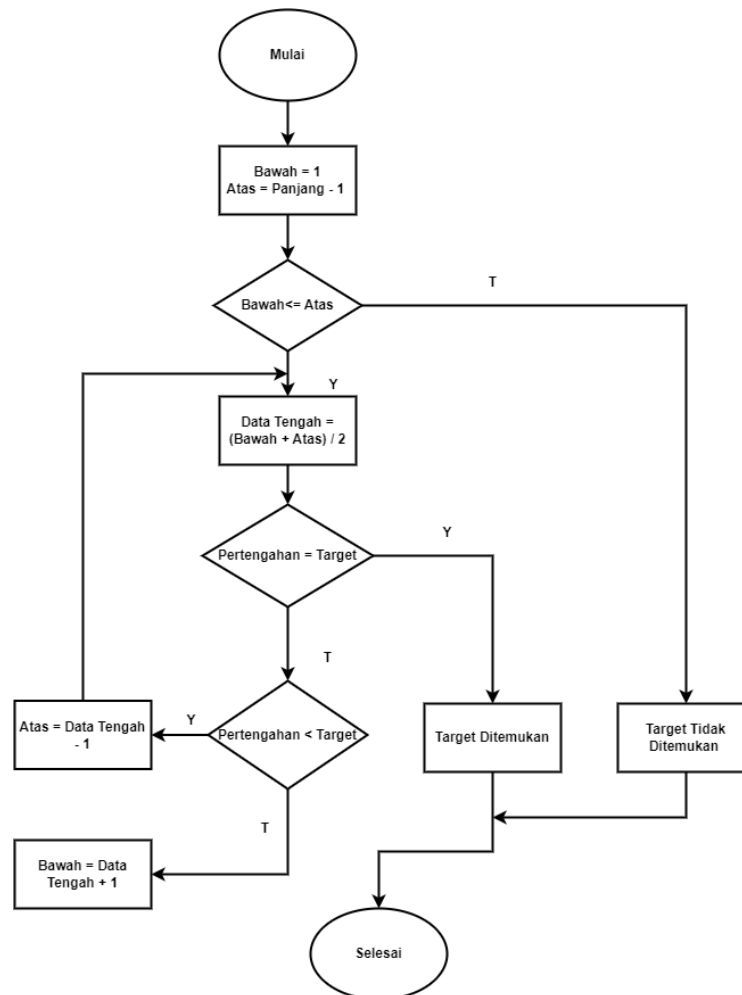 Mulai
Bawah = 1
Atas = Panjang - 1
Bawah<= Atas
T
Y
Data Tengah =
(Bawah + Atas) / 2
Pertengahan = Target
Y
T
Atas = Data Tengah
- 1
Y
Pertengahan < Target
Target Ditemukan
Target Tidak
Ditemukan
T
Bawah = Data
Tengah + 1
Selesai